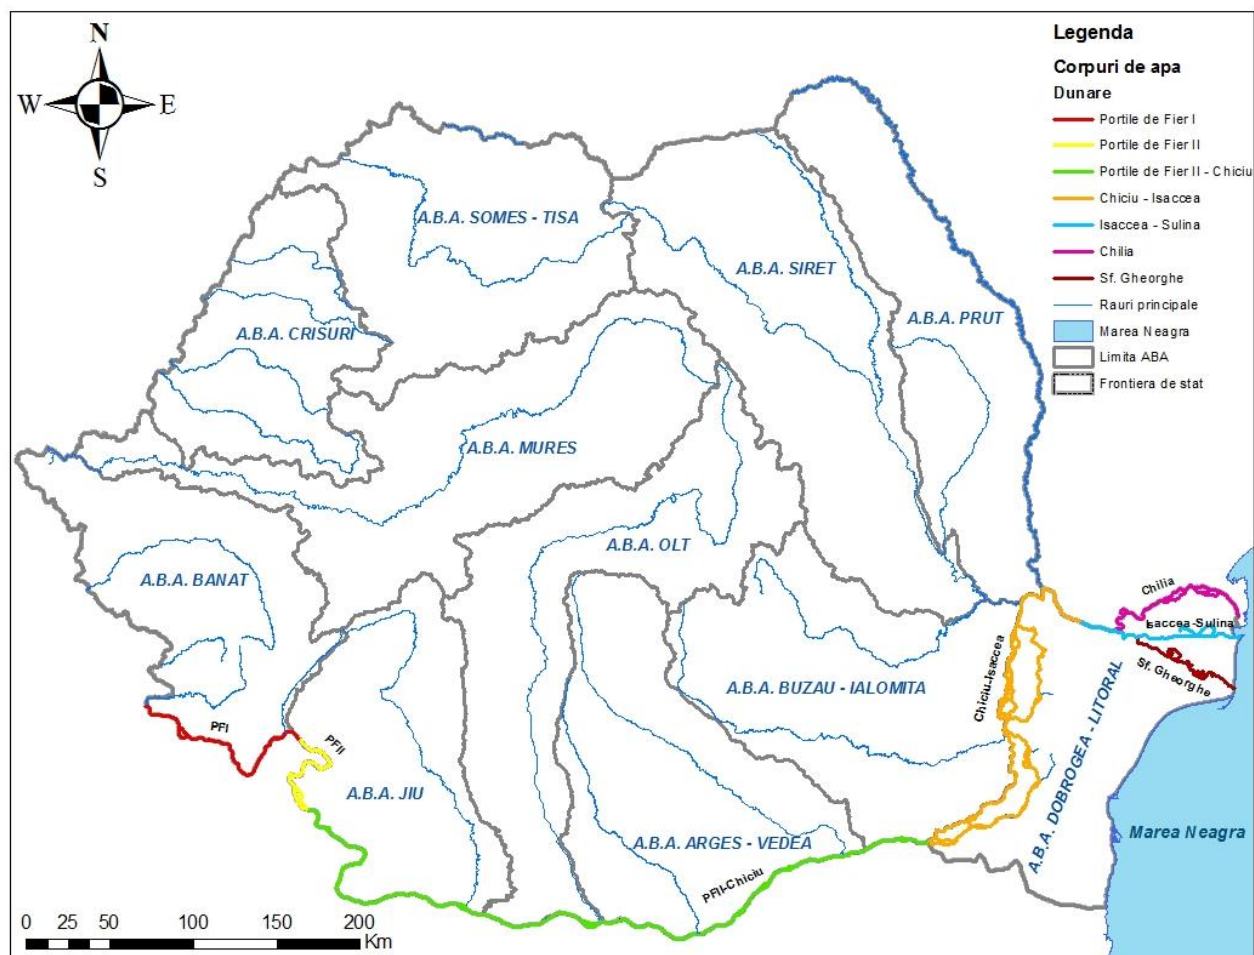 N
W
E
S
Legenda
Corpuri de apa
Dunare
Portile de Fier I
Portile de Fier II
Portile de Fier II - Chiciu
Chiciu - Isaccea
Isaccea - Sulina
Chilia
Sf. Gheorghe
Rauri principale
Marea Neagra
Limita ABA
Frontiera de stat
A.B.A. SOMES - TISA
A.B.A. SIRET
A.B.A. CRISURI
A.B.A. PRUT
A.B.A. MURES
A.B.A. OLT
A.B.A. BANAT
Chilia
Isaccea-Sulina
Sf. Gheorghe
Chiciu-Isaccea
A.B.A. BUZAU - IALOMITA
A.B.A. DOBROGEA - LITORAL
PFI
PFII
A.B.A. JIU
A.B.A. ARGES - VEDEA
PFII-Chiciu
Marea Neagra
0 25 50 100 150 200
Km